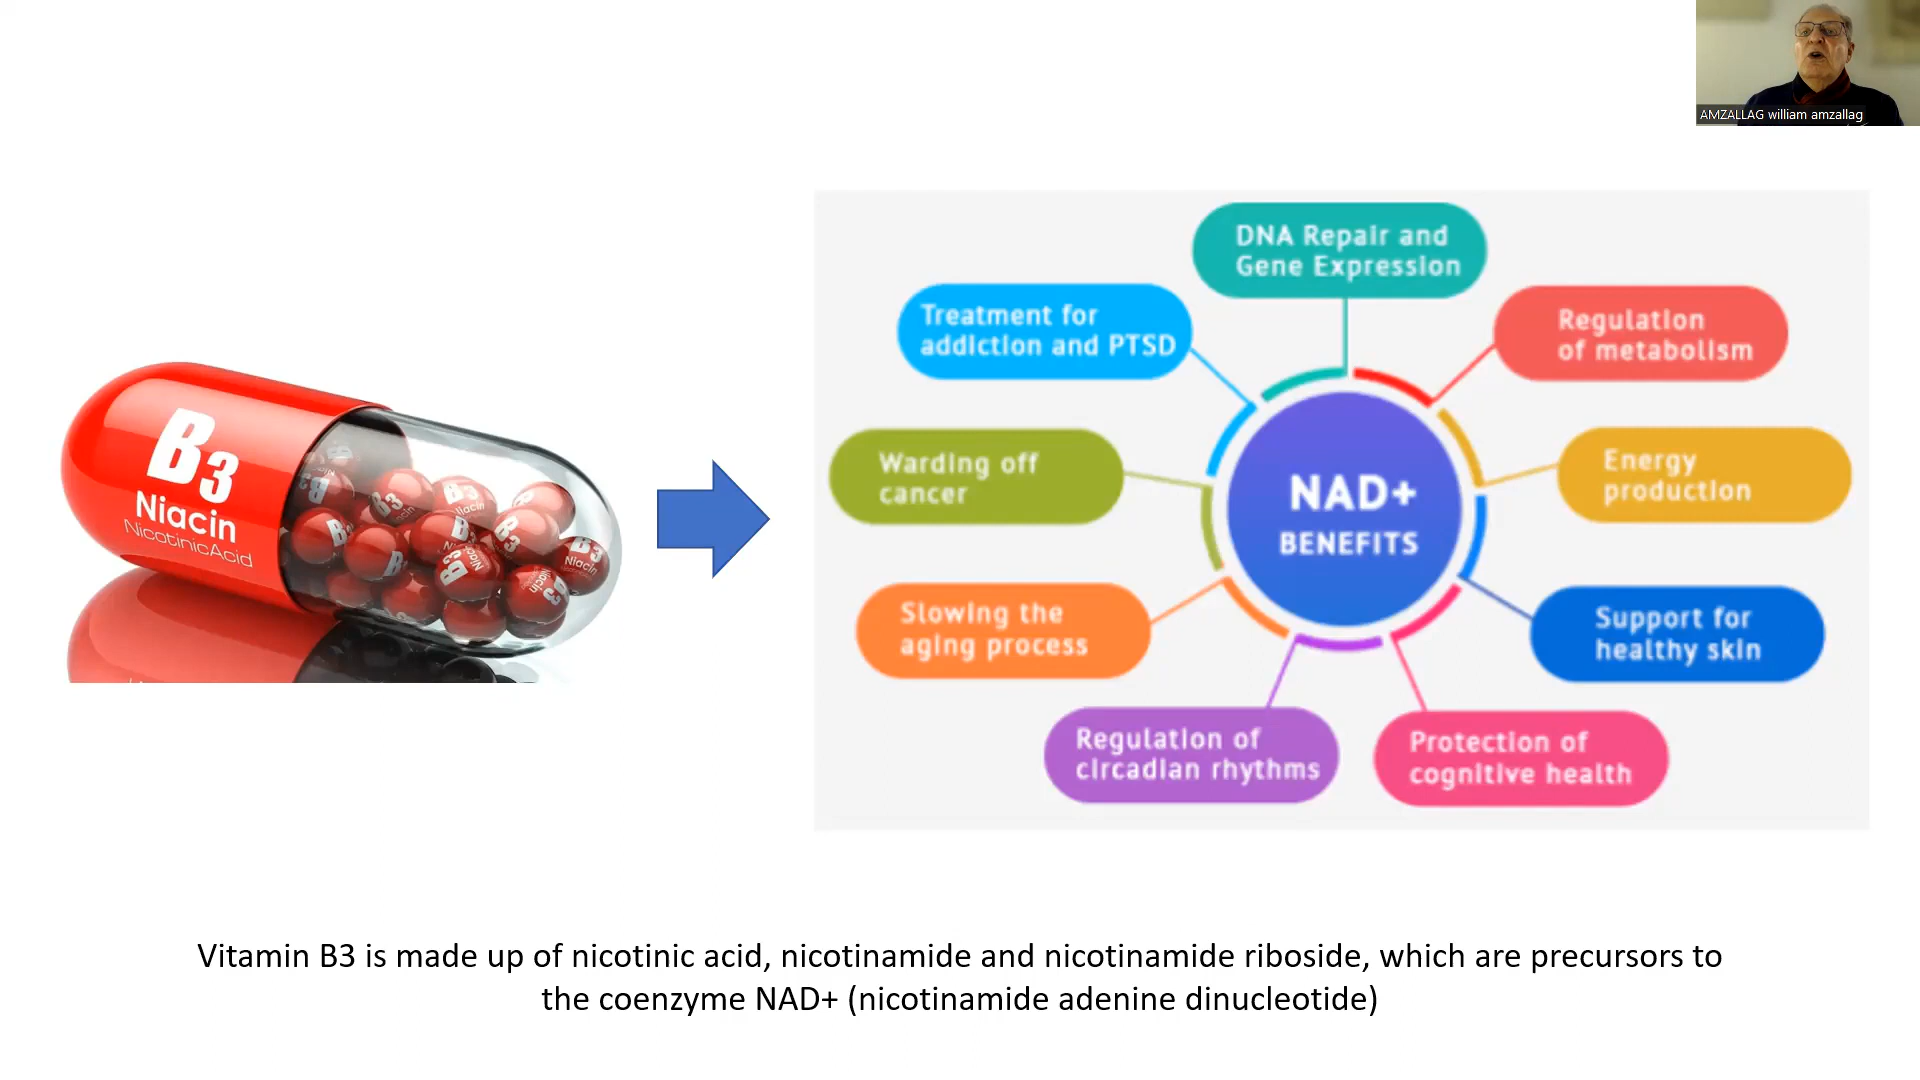 AMZALLAG william amzallag
B3
Niacin
NicotinicAcid
DNA Repair and
Gene Expression
Treatment for
addiction and PTSD
Regulation
of metabolism
Warding off
cancer
Energy
production
NAD+
BENEFITS
Slowing the
aging process
Support for
healthy skin
Regulation of
circadian rhythms
Protection of
cognitive health
Vitamin B3 is made up of nicotinic acid, nicotinamide and nicotinamide riboside, which are precursors to
the coenzyme NAD+ (nicotinamide adenine dinucleotide)